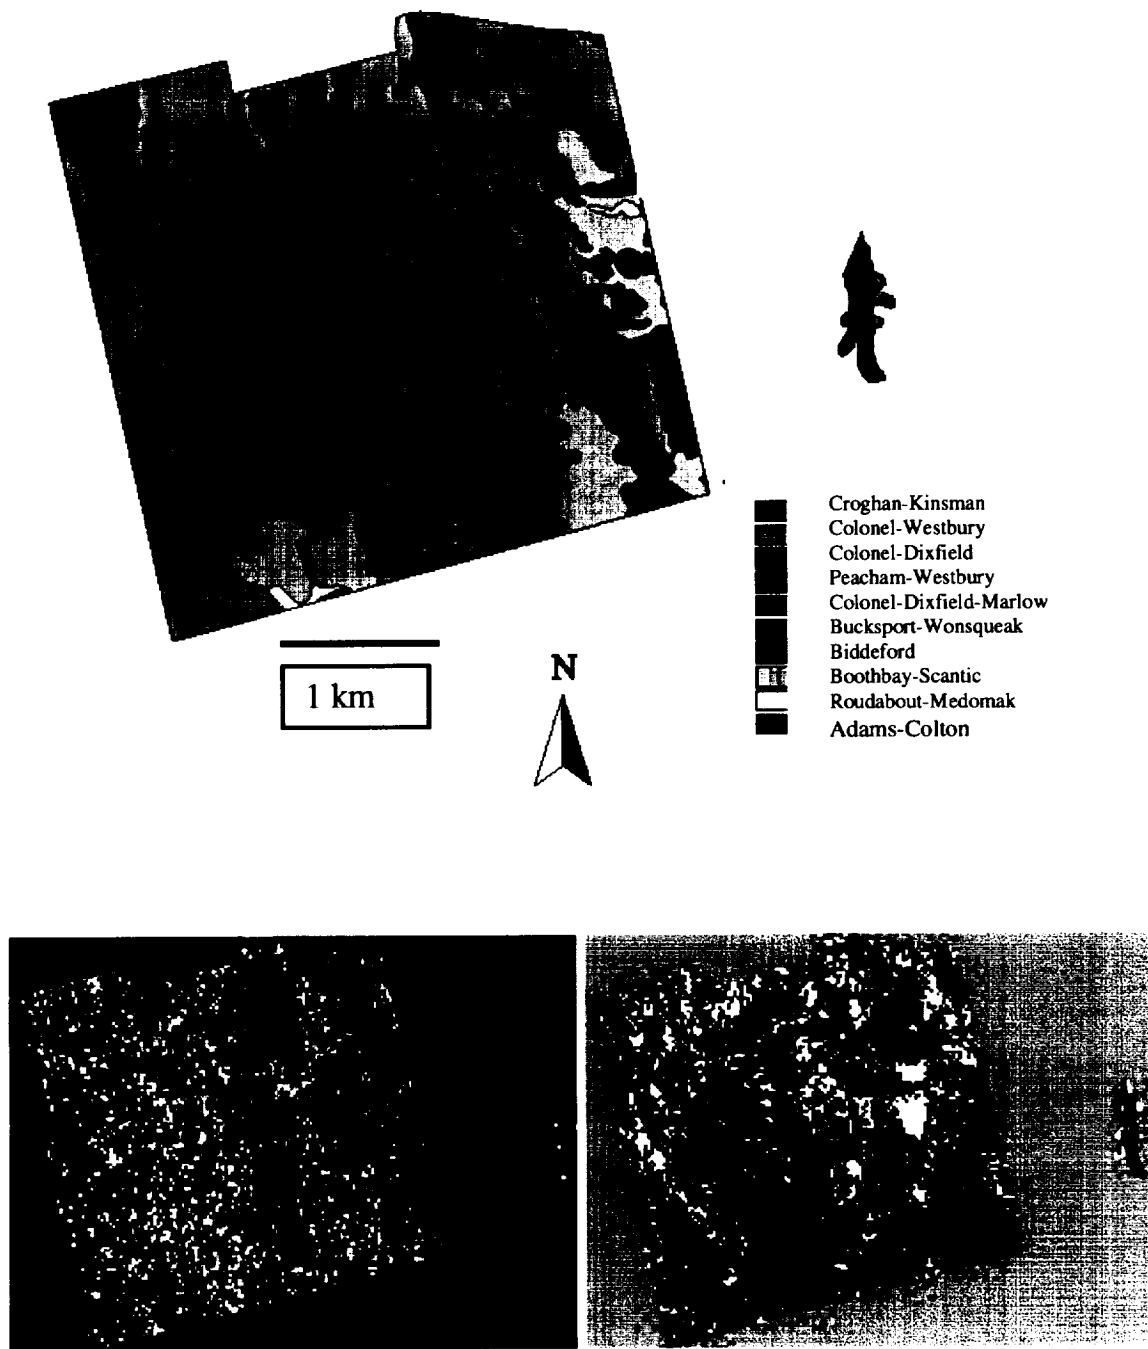 Croghan-Kinsman
Colonel-Westbury
Colonel-Dixfield
Peacham-Westbury
Colonel-Dixfield-Marlow
Bucksport-Wonsqueak
Biddeford
Boothbay-Scantic
Roudabout-Medomak
Adams-Colton
1 km
N